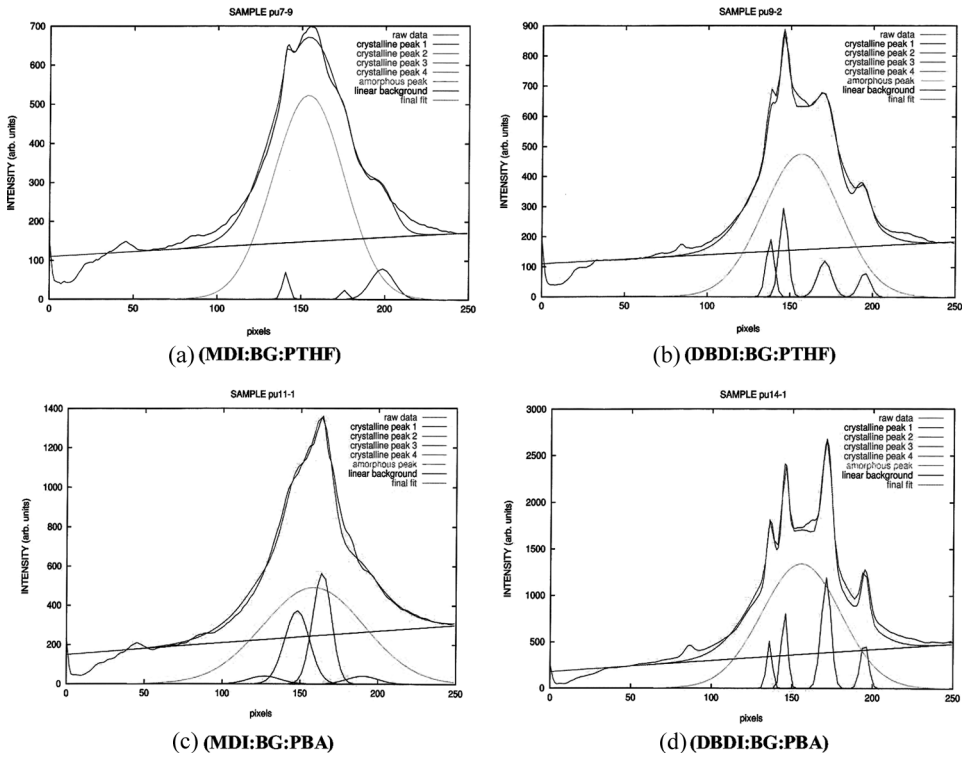 SAMPLE pu7-9
700
600
500
400
300
200
100
0
INTENSITY (arb. units)
raw data
crystalline peak 1
crystalline peak 2
crystalline peak 3
crystalline peak 4
amorphous peak
linear background
final fit
0 50 100 150 200 250
pixels
(a) (MDI:BG:PTHF)
SAMPLE pu9-2
900
800
700
600
500
400
300
200
100
0
INTENSITY (arb. units)
raw data
crystalline peak 1
crystalline peak 2
crystalline peak 3
crystalline peak 4
amorphous peak
linear background
final fit
0 50 100 150 200 250
pixels
(b) (DBDI:BG:PTHF)
SAMPLE pu11-1
1400
1200
1000
800
600
400
200
0
INTENSITY (arb. units)
raw data
crystalline peak 1
crystalline peak 2
crystalline peak 3
crystalline peak 4
amorphous peak
linear background
final fit
0 50 100 150 200 250
pixels
(c) (MDI:BG:PBA)
SAMPLE pu14-1
3000
2500
2000
1500
1000
500
0
INTENSITY (arb. units)
raw data
crystalline peak 1
crystalline peak 2
crystalline peak 3
crystalline peak 4
amorphous peak
linear background
final fit
0 50 100 150 200 250
pixels
(d) (DBDI:BG:PBA)